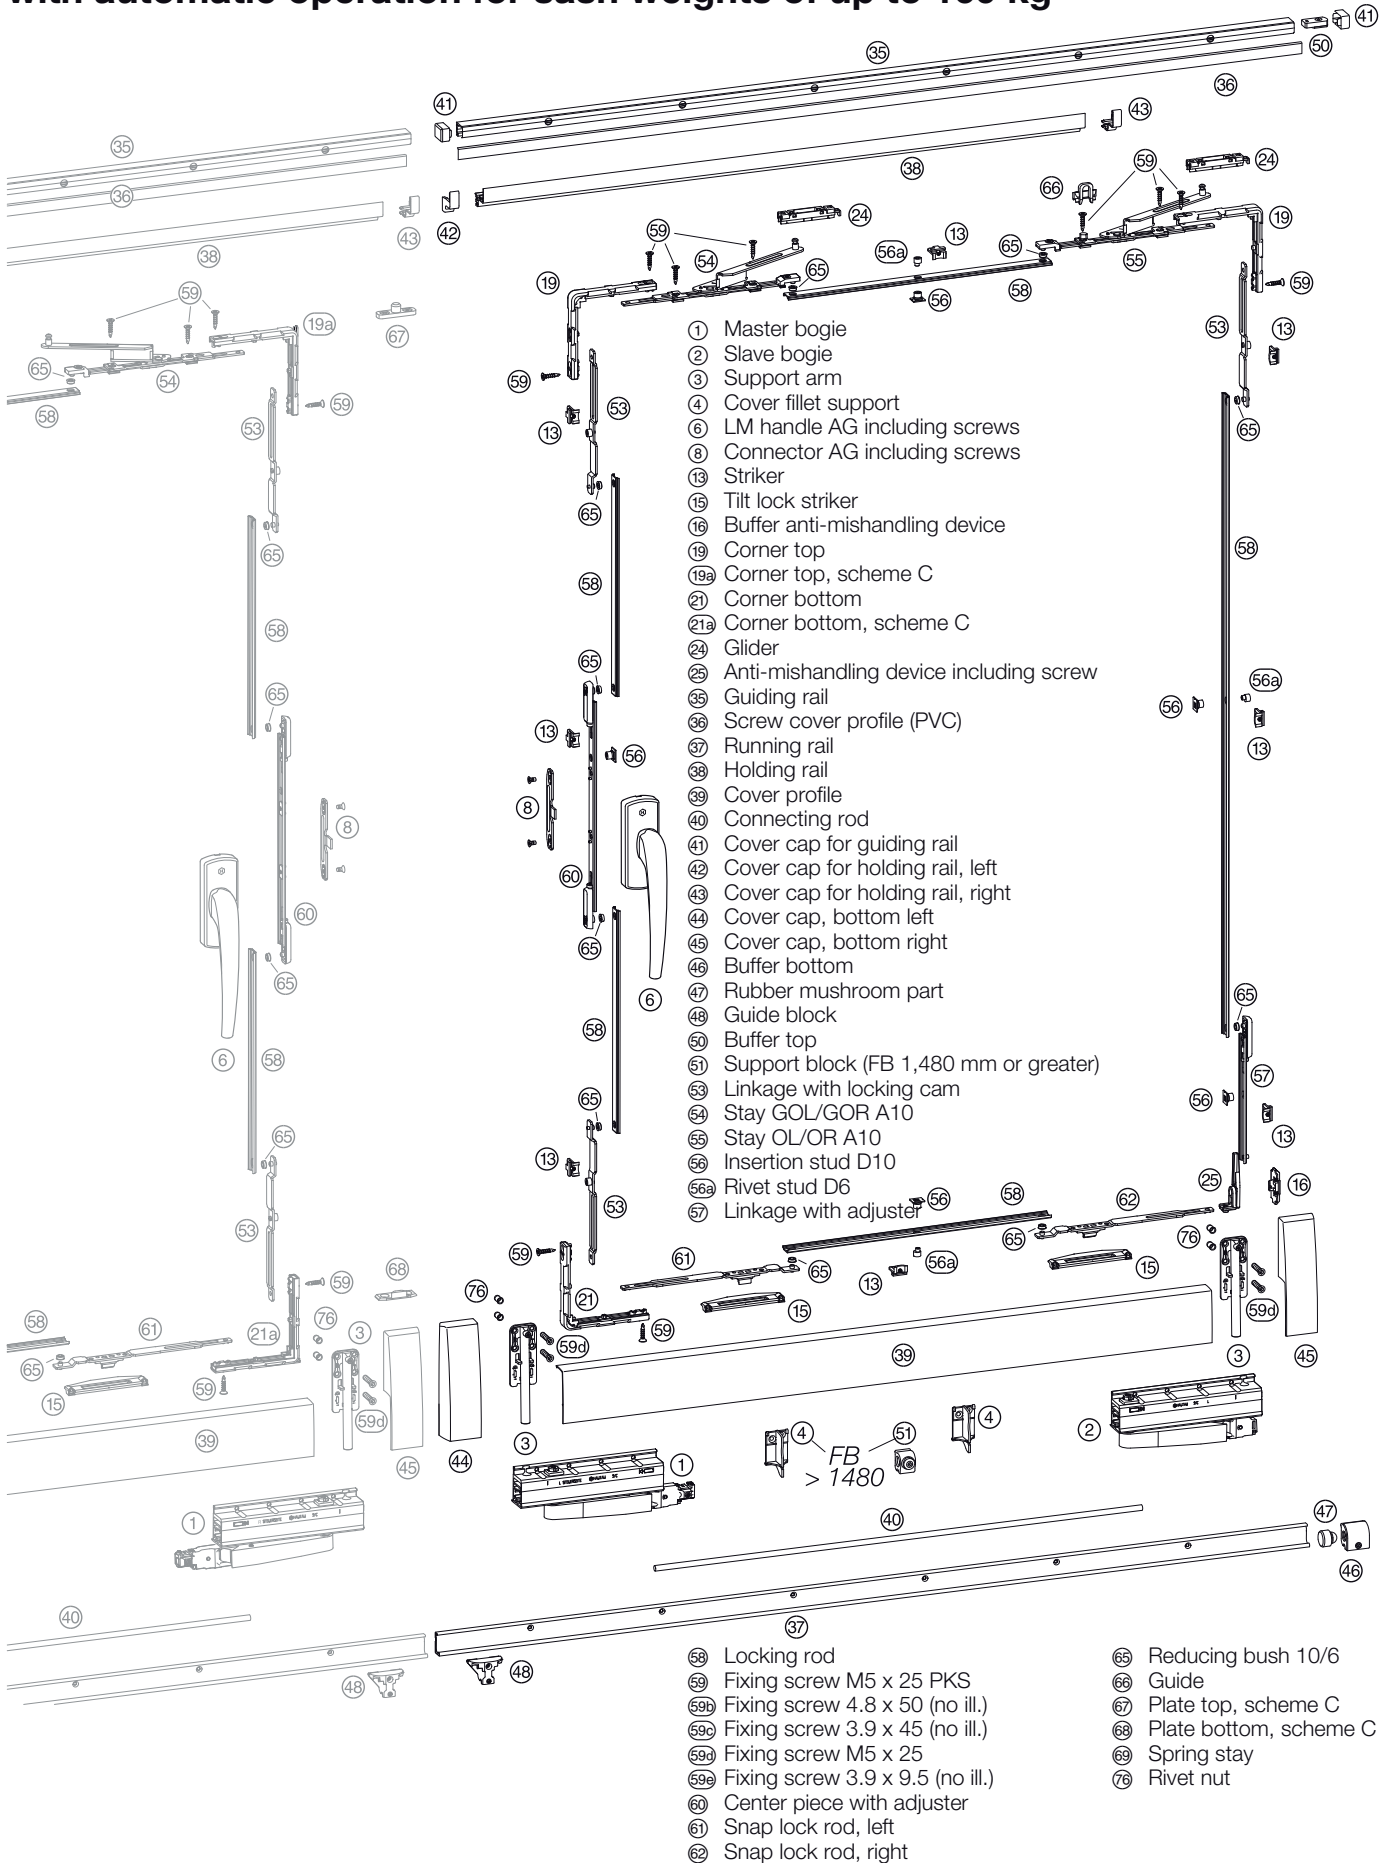 ① Master bogie
② Slave bogie
③ Support arm
④ Cover fillet support
⑥ LM handle AG including screws
⑧ Connector AG including screws
⑬ Striker
⑮ Tilt lock striker
⑯ Buffer anti-mishandling device
⑲ Corner top
19a Corner top, scheme C
㉑ Corner bottom
21a Corner bottom, scheme C
㉔ Glider
㉕ Anti-mishandling device including screw
㉟ Guiding rail
㊱ Screw cover profile (PVC)
㊲ Running rail
㊳ Holding rail
㊴ Cover profile
㊵ Connecting rod
㊶ Cover cap for guiding rail
㊷ Cover cap for holding rail, left
㊸ Cover cap for holding rail, right
㊹ Cover cap, bottom left
㊺ Cover cap, bottom right
㊻ Buffer bottom
㊼ Rubber mushroom part
㊽ Guide block
㊿ Buffer top
51 Support block (FB 1,480 mm or greater)
53 Linkage with locking cam
54 Stay GOL/GOR A10
55 Stay OL/OR A10
56 Insertion stud D10
56a Rivet stud D6
57 Linkage with adjuster
FB
> 1480
58 Locking rod
59 Fixing screw M5 x 25 PKS
59b Fixing screw 4.8 x 50 (no ill.)
59c Fixing screw 3.9 x 45 (no ill.)
59d Fixing screw M5 x 25
59e Fixing screw 3.9 x 9.5 (no ill.)
60 Center piece with adjuster
61 Snap lock rod, left
62 Snap lock rod, right
65 Reducing bush 10/6
66 Guide
67 Plate top, scheme C
68 Plate bottom, scheme C
69 Spring stay
76 Rivet nut